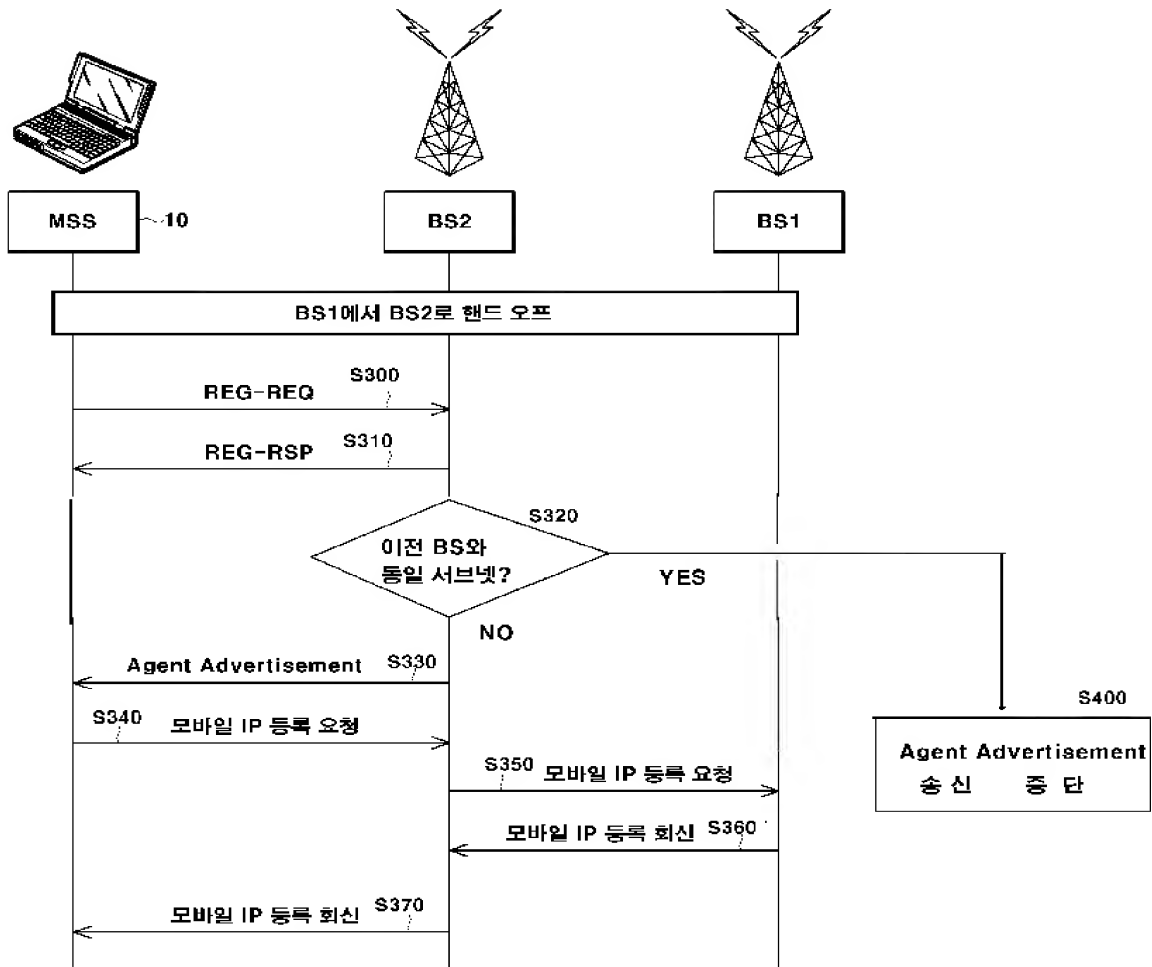 MSS
10
BS2
BS1
BS1에서 BS2로 핸드 오프
S300
REG-REQ
S310
REG-RSP
S320
이전 BS와
동일 서브넷?
YES
NO
Agent Advertisement
S330
S340
모바일 IP 등록 요청
S350
모바일 IP 등록 요청
모바일 IP 등록 회신
S360
모바일 IP 등록 회신
S370
S400
Agent Advertisement
송 신 중 단